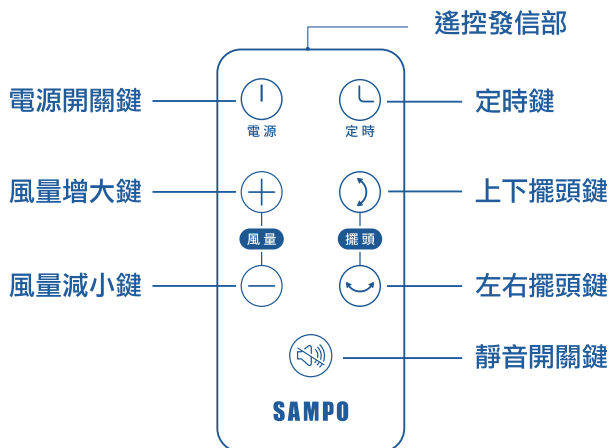 遙控發信部
電源開關鍵
電源
定時
定時鍵
風量增大鍵
上下擺頭鍵
風量
擺頭
風量減小鍵
左右擺頭鍵
靜音開關鍵
SAMPO